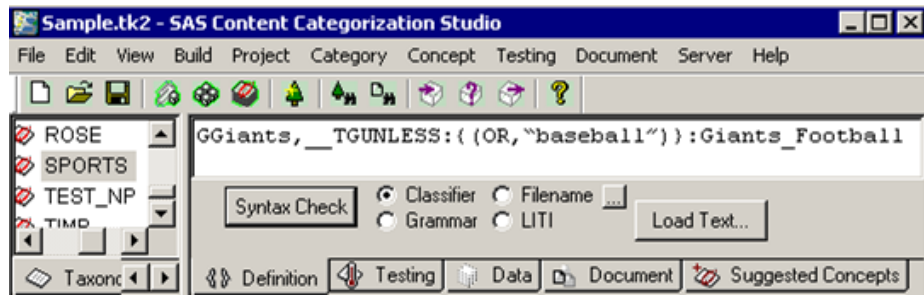 Sample.tk2 - SAS Content Categorization Studio
File Edit View Build Project Category Concept Testing Document Server Help
ROSE
SPORTS
TEST_NP
GGiants,__TGUNLESS:{(OR,“baseball”)}:Giants_Football
Syntax Check
Classifier Filename ...
Grammar LITI
Load Text...
Definition Testing Data Document Suggested Concepts